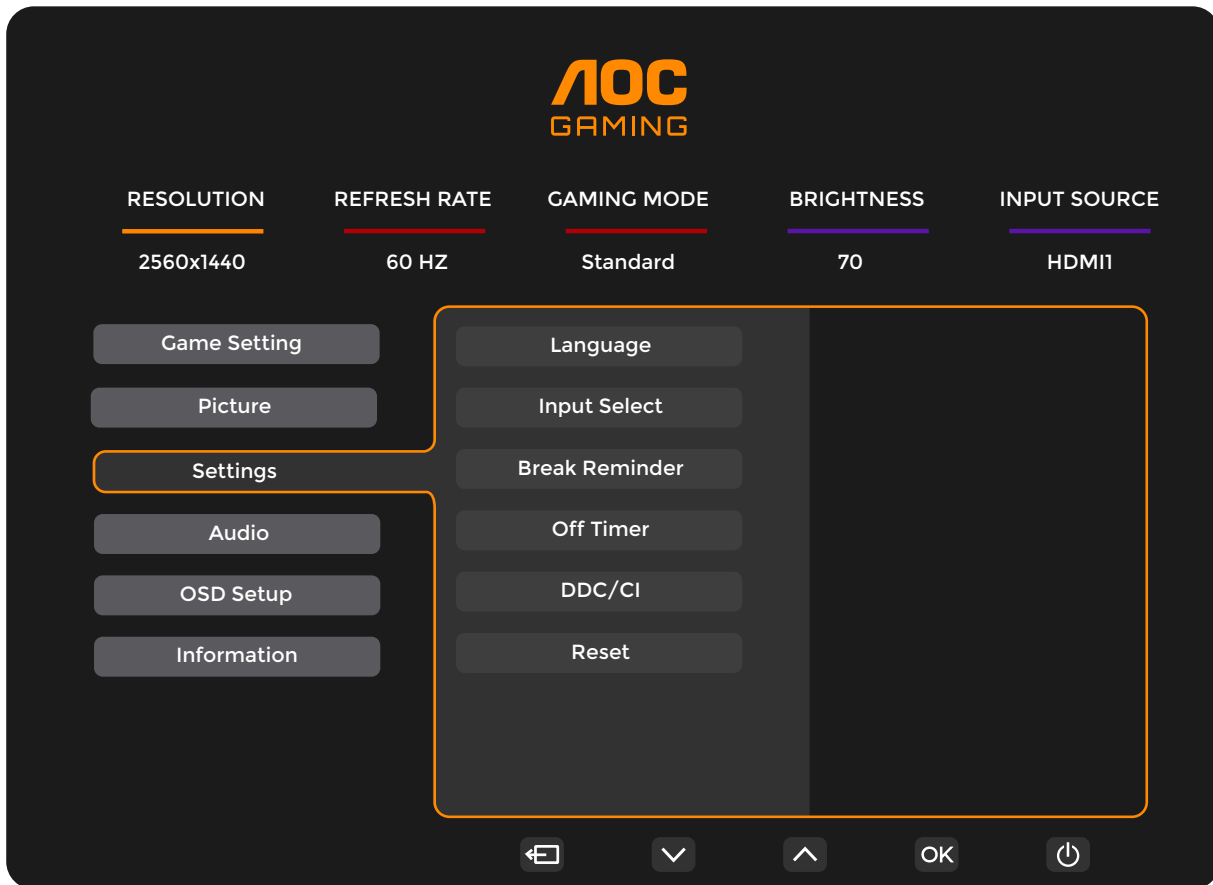 AOC
GAMING
RESOLUTION REFRESH RATE GAMING MODE BRIGHTNESS INPUT SOURCE
2560x1440 60 HZ Standard 70 HDMI1
Game Setting Language
Picture Input Select
Settings Break Reminder
Audio Off Timer
OSD Setup DDC/CI
Information Reset
OK